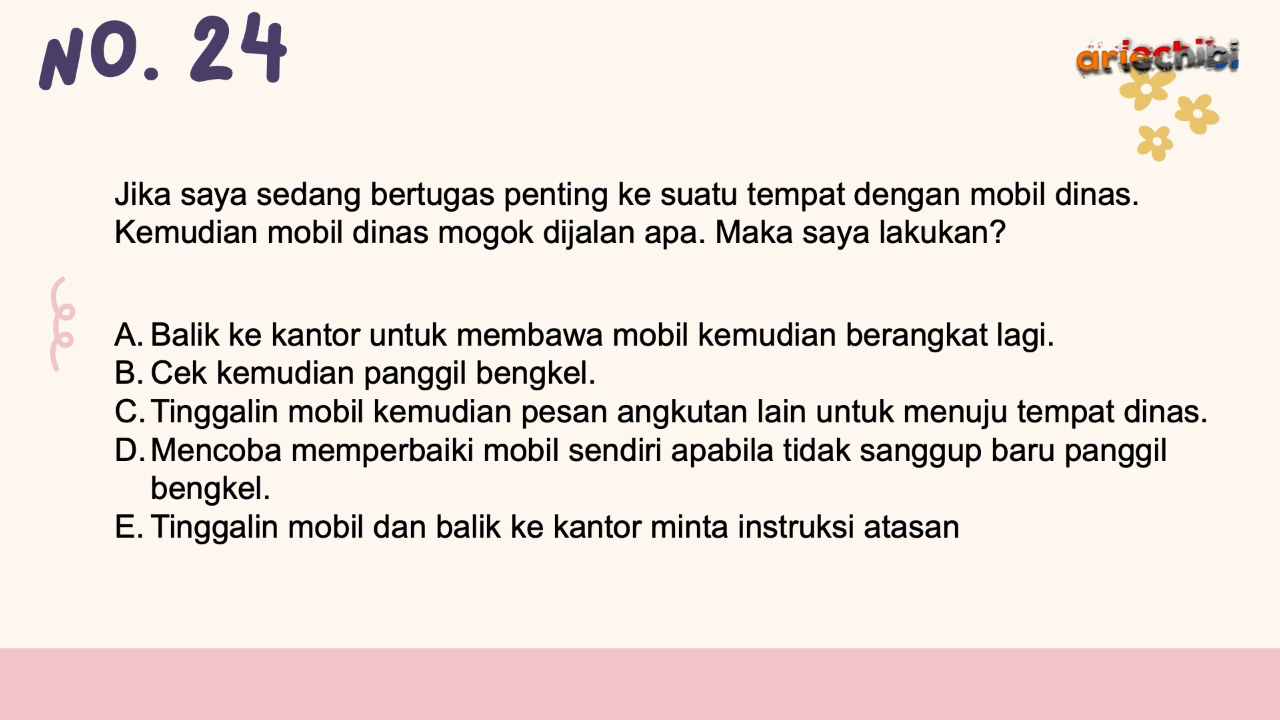 NO. 24
ariechibi
Jika saya sedang bertugas penting ke suatu tempat dengan mobil dinas.
Kemudian mobil dinas mogok dijalan apa. Maka saya lakukan?
A. Balik ke kantor untuk membawa mobil kemudian berangkat lagi.
B. Cek kemudian panggil bengkel.
C. Tinggalin mobil kemudian pesan angkutan lain untuk menuju tempat dinas.
D. Mencoba memperbaiki mobil sendiri apabila tidak sanggup baru panggil
bengkel.
E. Tinggalin mobil dan balik ke kantor minta instruksi atasan